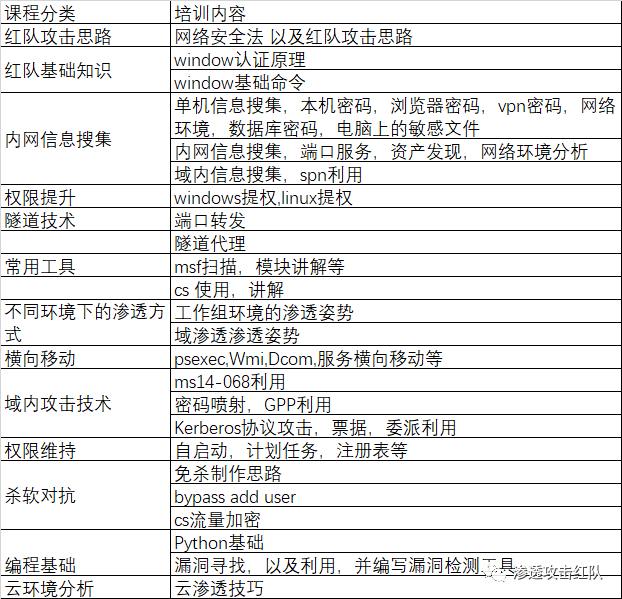 课程分类 培训内容
红队攻击思路 网络安全法 以及红队攻击思路
红队基础知识 window认证原理
window基础命令
内网信息搜集 单机信息搜集，本机密码，浏览器密码，vpn密码，网络
环境，数据库密码，电脑上的敏感文件
内网信息搜集，端口服务，资产发现，网络环境分析
域内信息搜集，spn利用
权限提升 windows提权,linux提权
隧道技术 端口转发
隧道代理
常用工具 msf扫描，模块讲解等
cs 使用，讲解
不同环境下的渗透方
式
工作组环境的渗透姿势
域渗透渗透姿势
横向移动 psexec,Wmi,Dcom,服务横向移动等
域内攻击技术 ms14-068利用
密码喷射，GPP利用
Kerberos协议攻击，票据，委派利用
权限维持 自启动，计划任务，注册表等
杀软对抗 免杀制作思路
bypass add user
cs流量加密
编程基础 Python基础
漏洞寻找，以及利用，并编写漏洞检测工具
云环境分析 云渗透技巧
渗透攻击红队